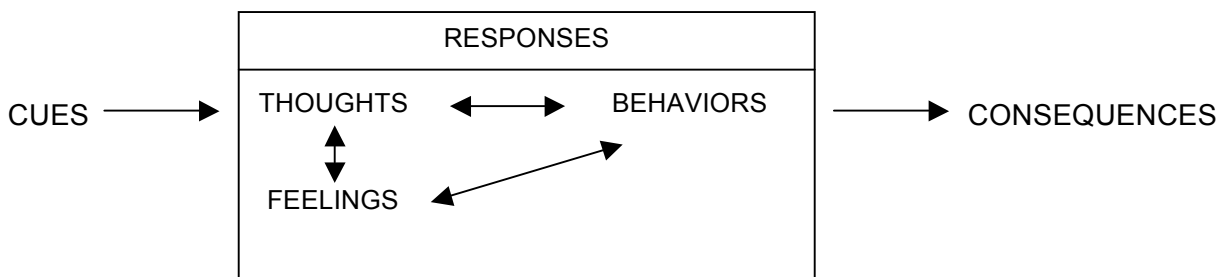 RESPONSES
THOUGHTS BEHAVIORS
CUES CONSEQUENCES
FEELINGS